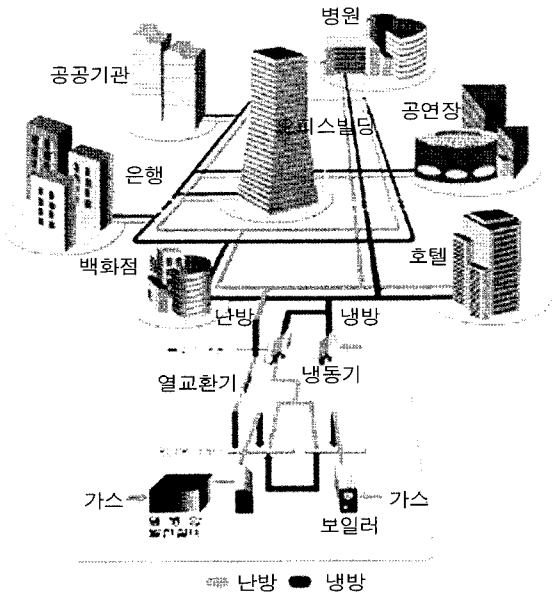 병원
공공기관
공연장
오피스빌딩
은행
백화점
호텔
난방
냉방
열교환기
냉동기
가스
가스
보일러
난방
냉방